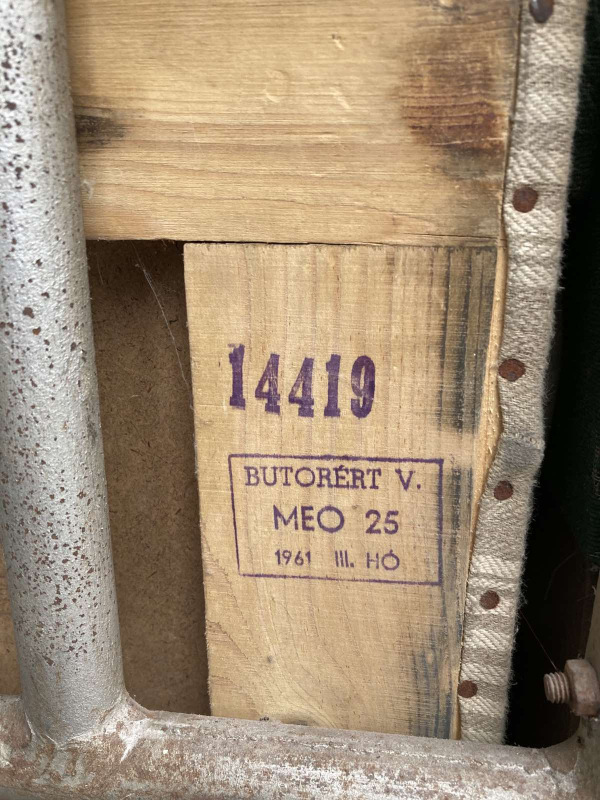 14419
BUTORÉRT V.
MEO 25
1961 III. HÓ